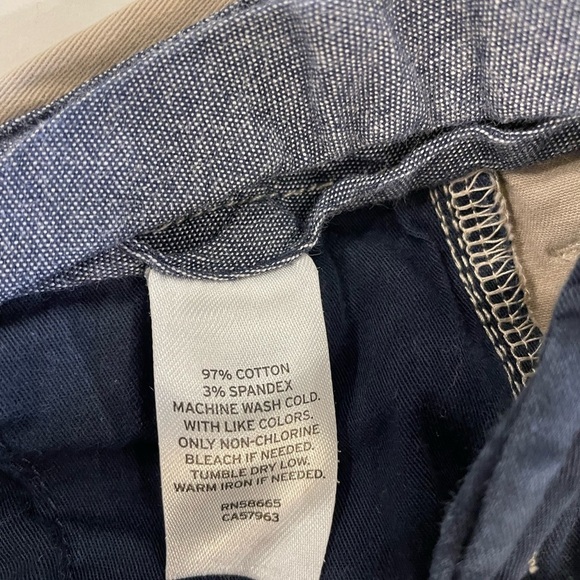 97% COTTON
3% SPANDEX
MACHINE WASH COLD.
WITH LIKE COLORS.
ONLY NON-CHLORINE
BLEACH IF NEEDED.
TUMBLE DRY LOW.
WARM IRON IF NEEDED.
RN58665
CA57963